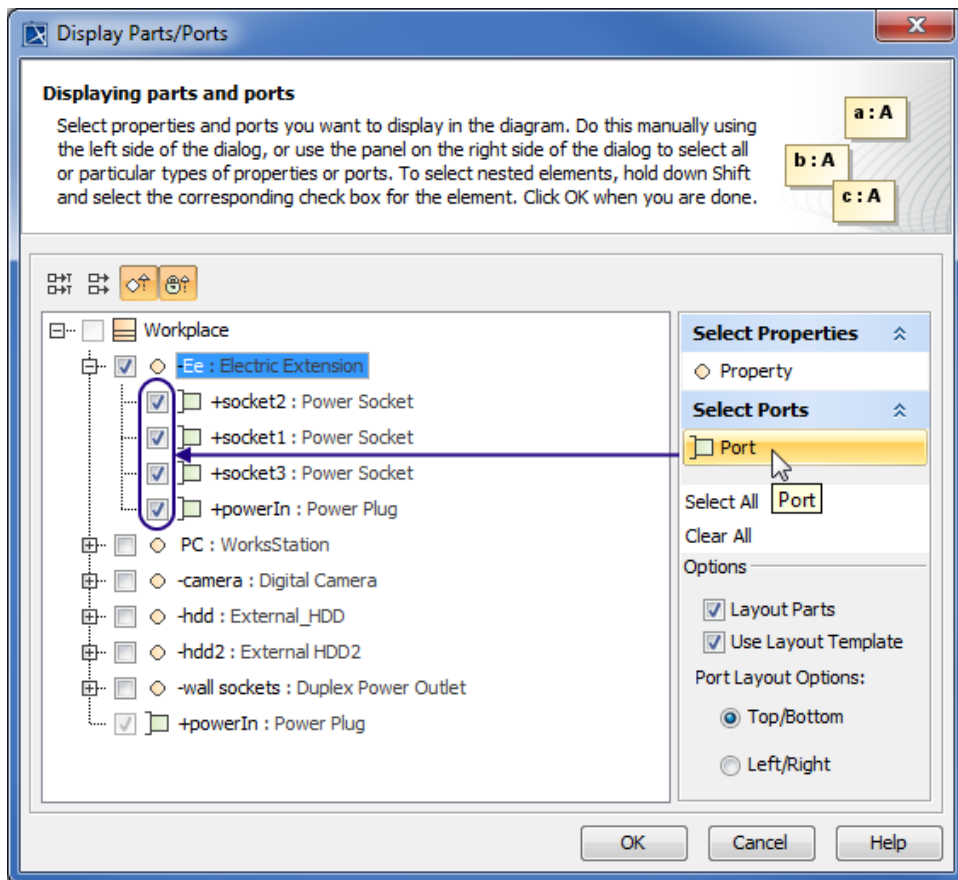 Display Parts/Ports
Displaying parts and ports
Select properties and ports you want to display in the diagram. Do this manually using
the left side of the dialog, or use the panel on the right side of the dialog to select all
or particular types of properties or ports. To select nested elements, hold down Shift
and select the corresponding check box for the element. Click OK when you are done.
a : A
b : A
c : A
Workplace
-Ee : Electric Extension
+socket2 : Power Socket
+socket1 : Power Socket
+socket3 : Power Socket
+powerIn : Power Plug
PC : WorksStation
-camera : Digital Camera
-hdd : External_HDD
-hdd2 : External HDD2
-wall sockets : Duplex Power Outlet
+powerIn : Power Plug
Select Properties
Property
Select Ports
Port
Select All
Port
Clear All
Options
Layout Parts
Use Layout Template
Port Layout Options:
Top/Bottom
Left/Right
OK
Cancel
Help